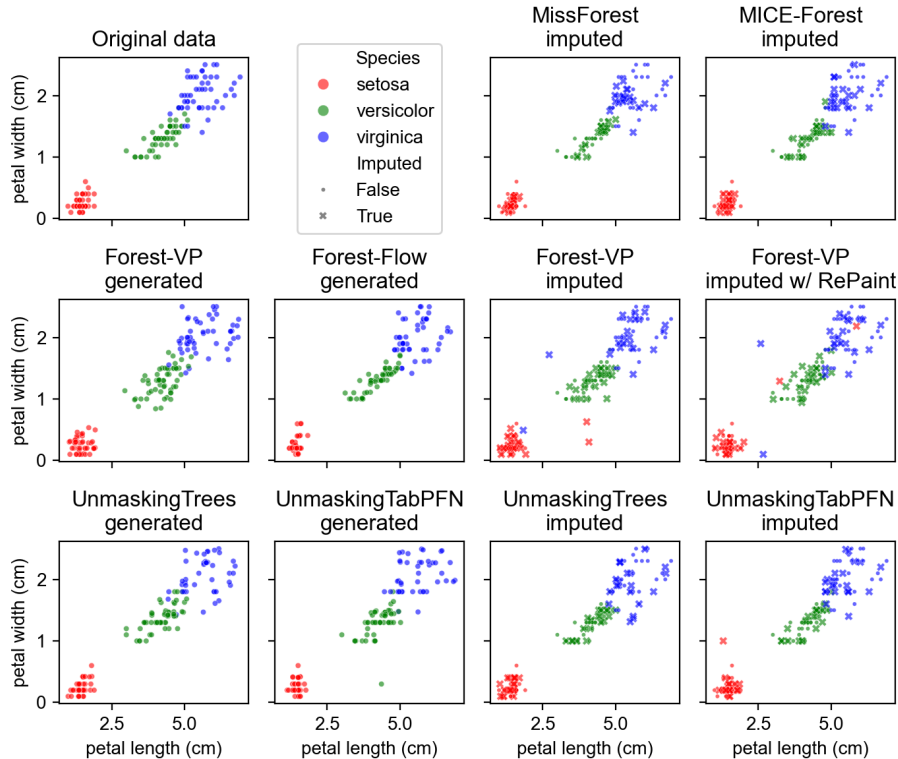 Original data
Species
setosa
versicolor
virginica
Imputed
False
True
MissForest
imputed
MICE-Forest
imputed
petal width (cm)
2
1
0
Forest-VP
generated
Forest-Flow
generated
Forest-VP
imputed
Forest-VP
imputed w/ RePaint
petal width (cm)
2
1
0
UnmaskingTrees
generated
UnmaskingTabPFN
generated
UnmaskingTrees
imputed
UnmaskingTabPFN
imputed
petal width (cm)
2
1
0
2.5 5.0
petal length (cm)
2.5 5.0
petal length (cm)
2.5 5.0
petal length (cm)
2.5 5.0
petal length (cm)